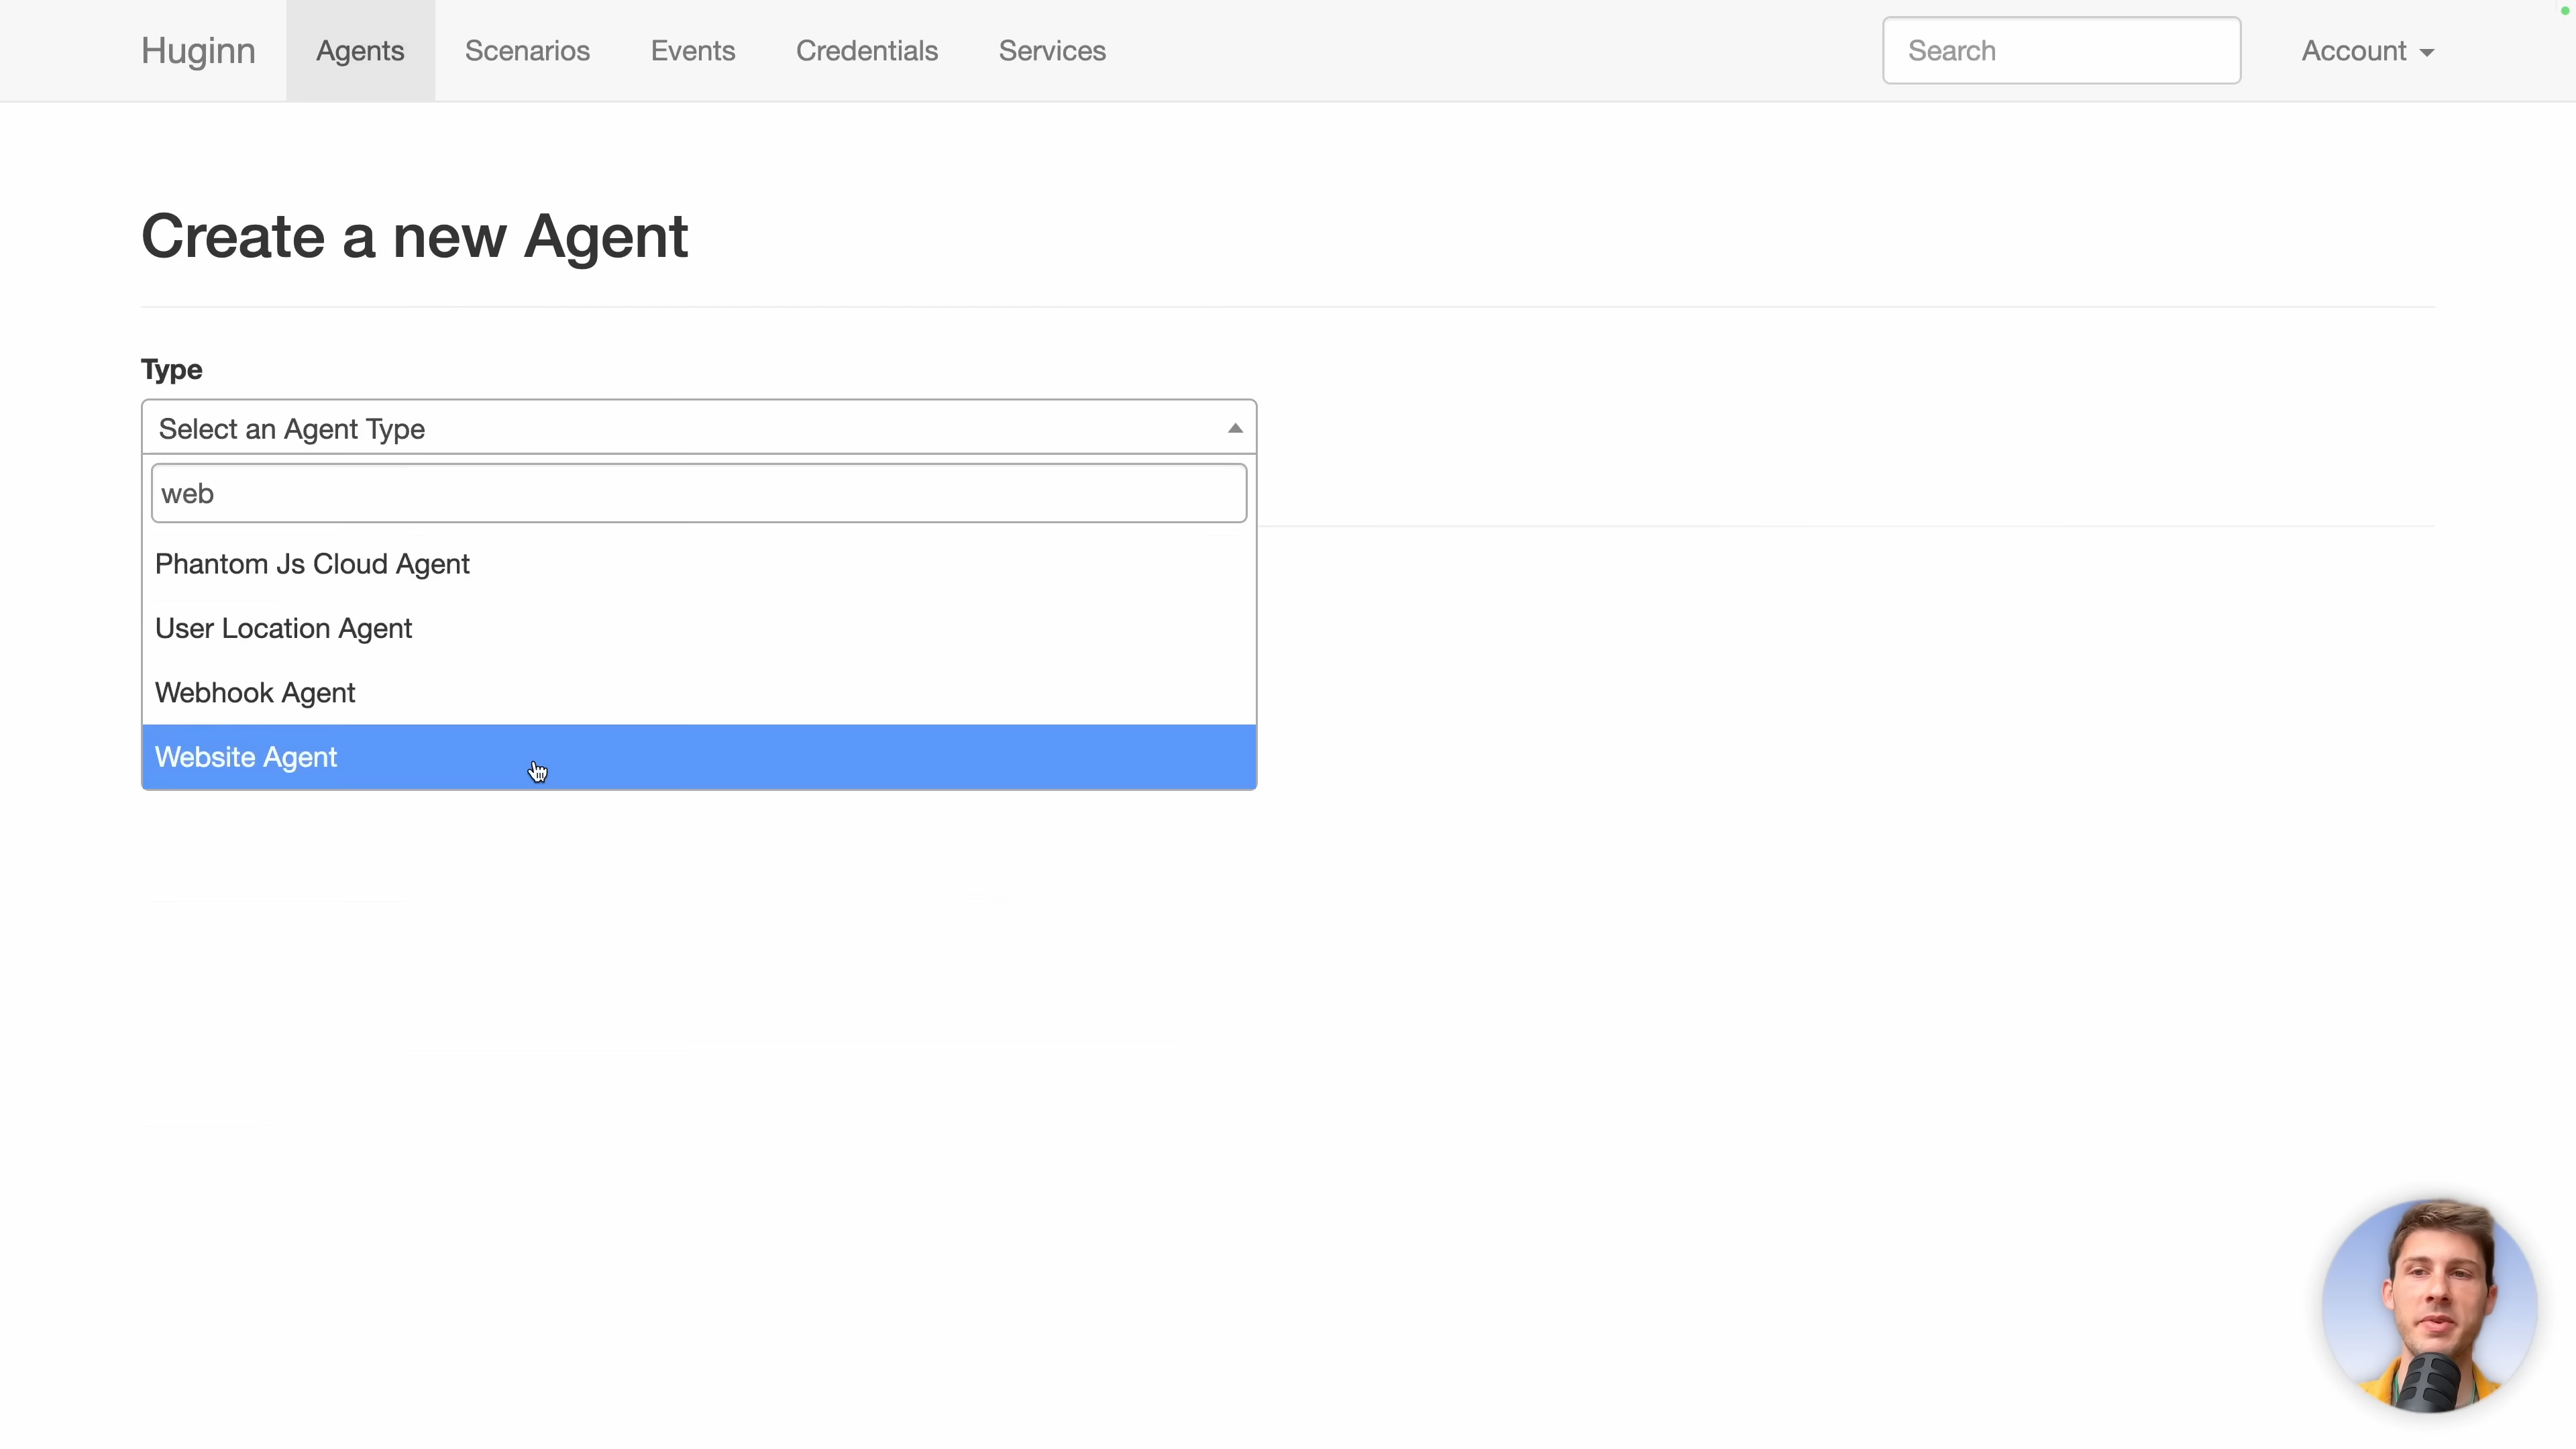 Huginn Agents Scenarios Events Credentials Services Search Account
Create a new Agent
Type
Select an Agent Type
web
Phantom Js Cloud Agent
User Location Agent
Webhook Agent
Website Agent